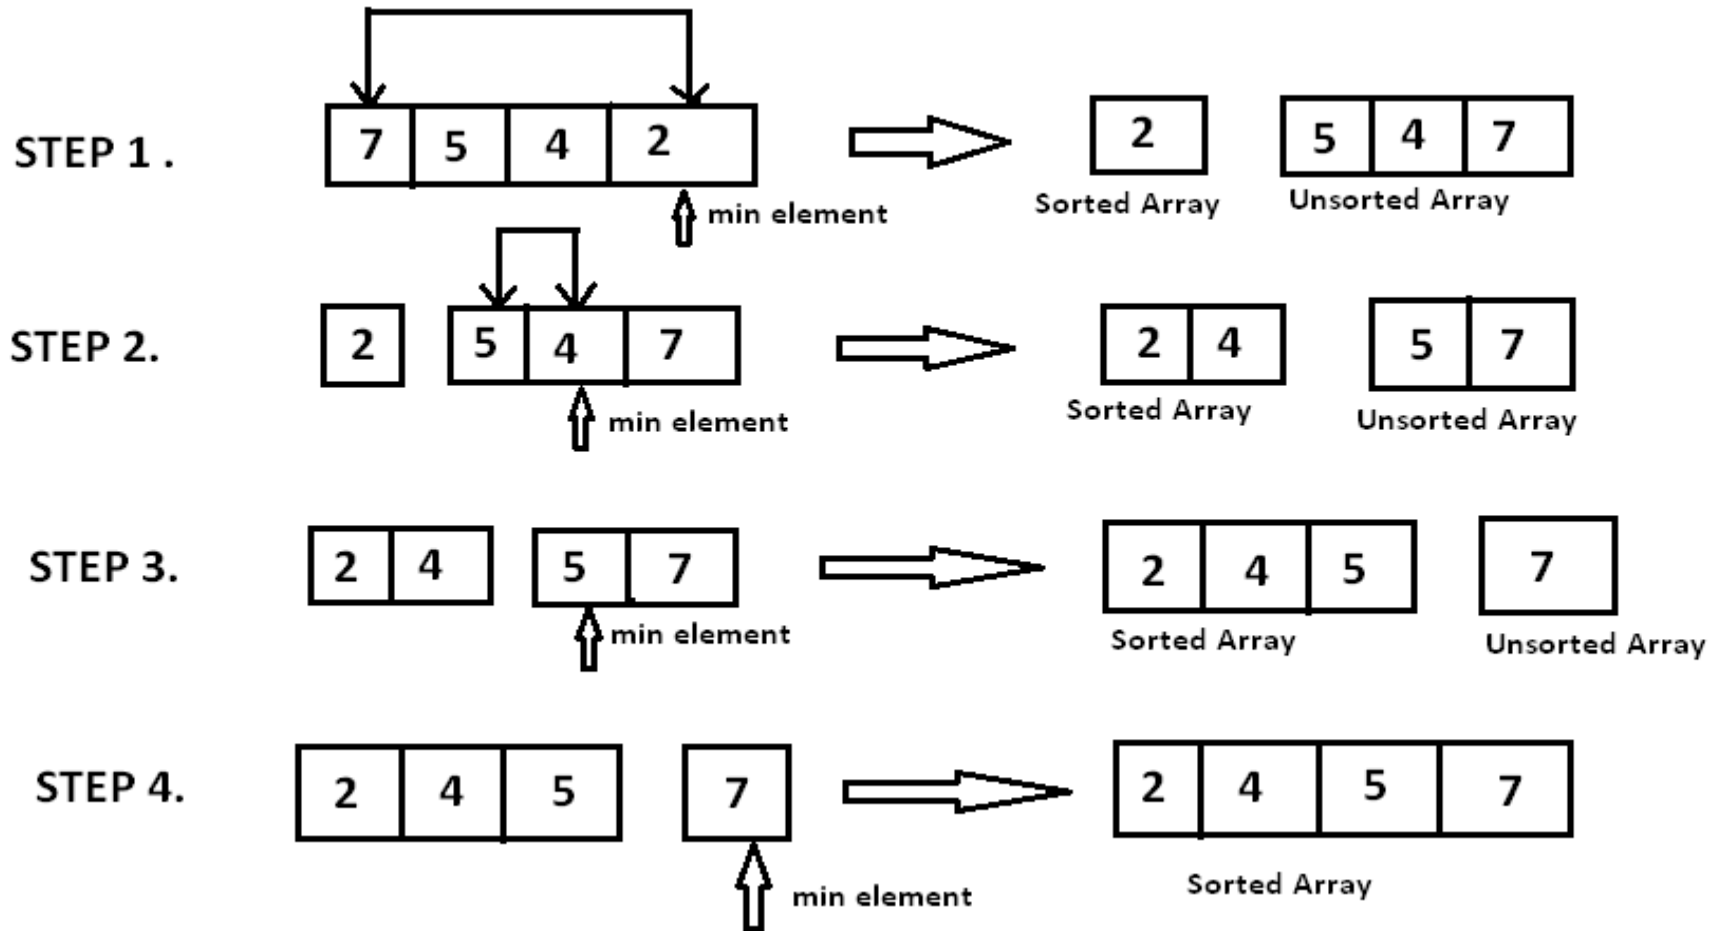 STEP 1 .
7 5 4 2
2
5 4 7
min element
Sorted Array
Unsorted Array
STEP 2.
2
5 4 7
2 4
5 7
min element
Sorted Array
Unsorted Array
STEP 3.
2 4
5 7
2 4 5
7
min element
Sorted Array
Unsorted Array
STEP 4.
2 4 5
7
2 4 5 7
min element
Sorted Array